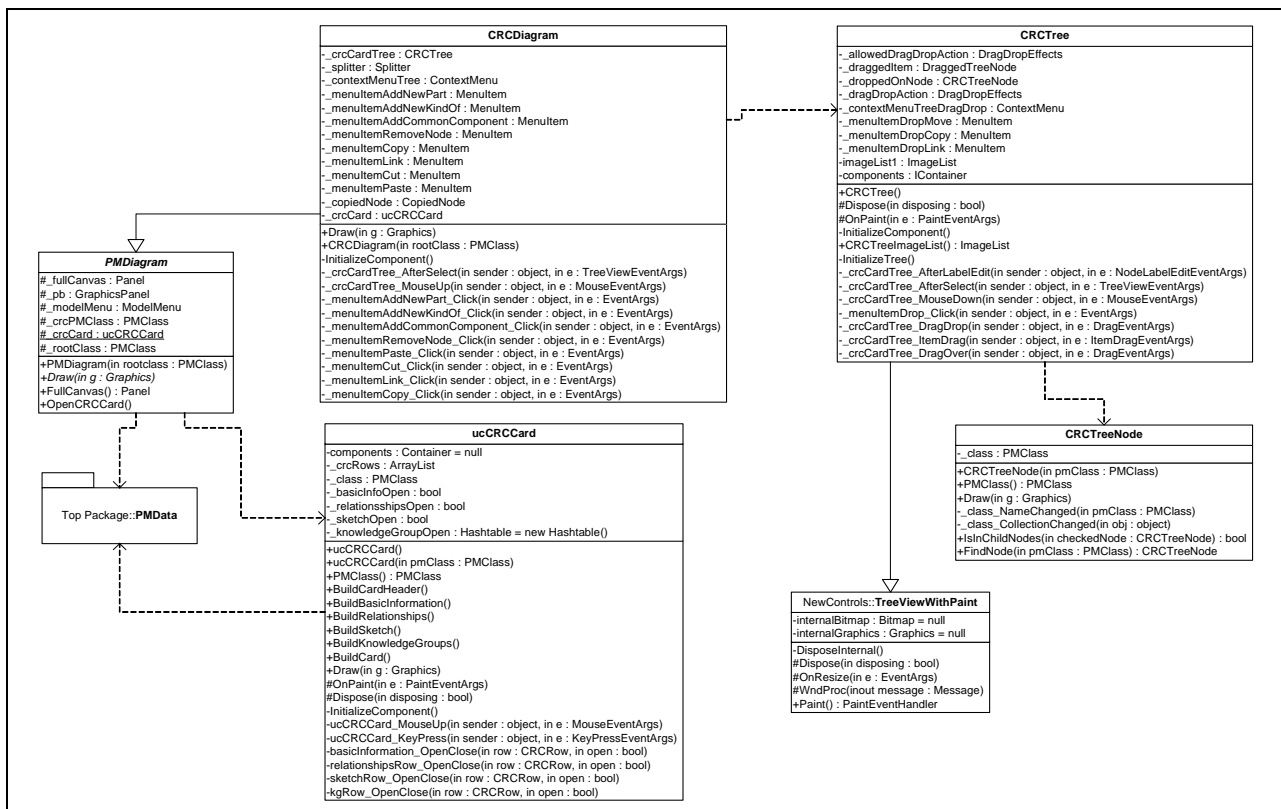 CRCDiagram
-_crcCardTree : CRCTree
-_splitter : Splitter
-_contextMenuTree : ContextMenu
-_menuItemAddNewPart : MenuItem
-_menuItemAddNewKindOf : MenuItem
-_menuItemAddCommonComponent : MenuItem
-_menuItemRemoveNode : MenuItem
-_menuItemCopy : MenuItem
-_menuItemLink : MenuItem
-_menuItemCut : MenuItem
-_menuItemPaste : MenuItem
-_copiedNode : CopiedNode
-_crcCard : ucCRCCard
+Draw(in g : Graphics)
+CRCDiagram(in rootClass : PMClass)
-InitializeComponent()
-_crcCardTree_AfterSelect(in sender : object, in e : TreeViewEventArgs)
-_crcCardTree_MouseUp(in sender : object, in e : MouseEventArgs)
-_menuItemAddNewPart_Click(in sender : object, in e : EventArgs)
-_menuItemAddNewKindOf_Click(in sender : object, in e : EventArgs)
-_menuItemAddCommonComponent_Click(in sender : object, in e : EventArgs)
-_menuItemRemoveNode_Click(in sender : object, in e : EventArgs)
-_menuItemPaste_Click(in sender : object, in e : EventArgs)
-_menuItemCut_Click(in sender : object, in e : EventArgs)
-_menuItemLink_Click(in sender : object, in e : EventArgs)
-_menuItemCopy_Click(in sender : object, in e : EventArgs)
CRCTree
-_allowedDragDropAction : DragDropEffects
-_draggedItem : DraggedTreeNode
-_droppedOnNode : CRCTreeNode
-_dragDropAction : DragDropEffects
-_contextMenuTreeDragDrop : ContextMenu
-_menuItemDropMove : MenuItem
-_menuItemDropCopy : MenuItem
-_menuItemDropLink : MenuItem
-imageList1 : ImageList
-components : IContainer
+CRCTree()
#Dispose(in disposing : bool)
#OnPaint(in e : PaintEventArgs)
-InitializeComponent()
+CRCTreeImageList() : ImageList
-InitializeTree()
-_crcCardTree_AfterLabelEdit(in sender : object, in e : NodeLabelEditEventArgs)
-_crcCardTree_AfterSelect(in sender : object, in e : TreeViewEventArgs)
-_crcCardTree_MouseDown(in sender : object, in e : MouseEventArgs)
-_menuItemDrop_Click(in sender : object, in e : EventArgs)
-_crcCardTree_DragDrop(in sender : object, in e : DragEventArgs)
-_crcCardTree_ItemDrag(in sender : object, in e : ItemDragEventArgs)
-_crcCardTree_DragOver(in sender : object, in e : DragEventArgs)
PMDiagram
#_fullCanvas : Panel
#_pb : GraphicsPanel
#_modelMenu : ModelMenu
#_crcPMClass : PMClass
#_crcCard : ucCRCCard
#_rootClass : PMClass
+PMDiagram(in rootclass : PMClass)
+Draw(in g : Graphics)
+FullCanvas() : Panel
+OpenCRCCard()
Top Package::PMData
ucCRCCard
-components : Container = null
-_crcRows : ArrayList
-_class : PMClass
-_basicInfoOpen : bool
-_relationsshipsOpen : bool
-_sketchOpen : bool
-_knowledgeGroupOpen : Hashtable = new Hashtable()
+ucCRCCard()
+ucCRCCard(in pmClass : PMClass)
+PMClass() : PMClass
+BuildCardHeader()
+BuildBasicInformation()
+BuildRelationships()
+BuildSketch()
+BuildKnowledgeGroups()
+BuildCard()
+Draw(in g : Graphics)
#OnPaint(in e : PaintEventArgs)
#Dispose(in disposing : bool)
-InitializeComponent()
-ucCRCCard_MouseUp(in sender : object, in e : MouseEventArgs)
-ucCRCCard_KeyPress(in sender : object, in e : KeyPressEventArgs)
-basicInformation_OpenClose(in row : CRCRow, in open : bool)
-relationshipsRow_OpenClose(in row : CRCRow, in open : bool)
-sketchRow_OpenClose(in row : CRCRow, in open : bool)
-kgRow_OpenClose(in row : CRCRow, in open : bool)
CRCTreeNode
-_class : PMClass
+CRCTreeNode(in pmClass : PMClass)
+PMClass() : PMClass
+Draw(in g : Graphics)
-_class_NameChanged(in pmClass : PMClass)
-_class_CollectionChanged(in obj : object)
+IsInChildNodes(in checkedNode : CRCTreeNode) : bool
+FindNode(in pmClass : PMClass) : CRCTreeNode
NewControls::TreeViewWithPaint
-internalBitmap : Bitmap = null
-internalGraphics : Graphics = null
-DisposeInternal()
#Dispose(in disposing : bool)
#OnResize(in e : EventArgs)
#WndProc(inout message : Message)
+Paint() : PaintEventHandler